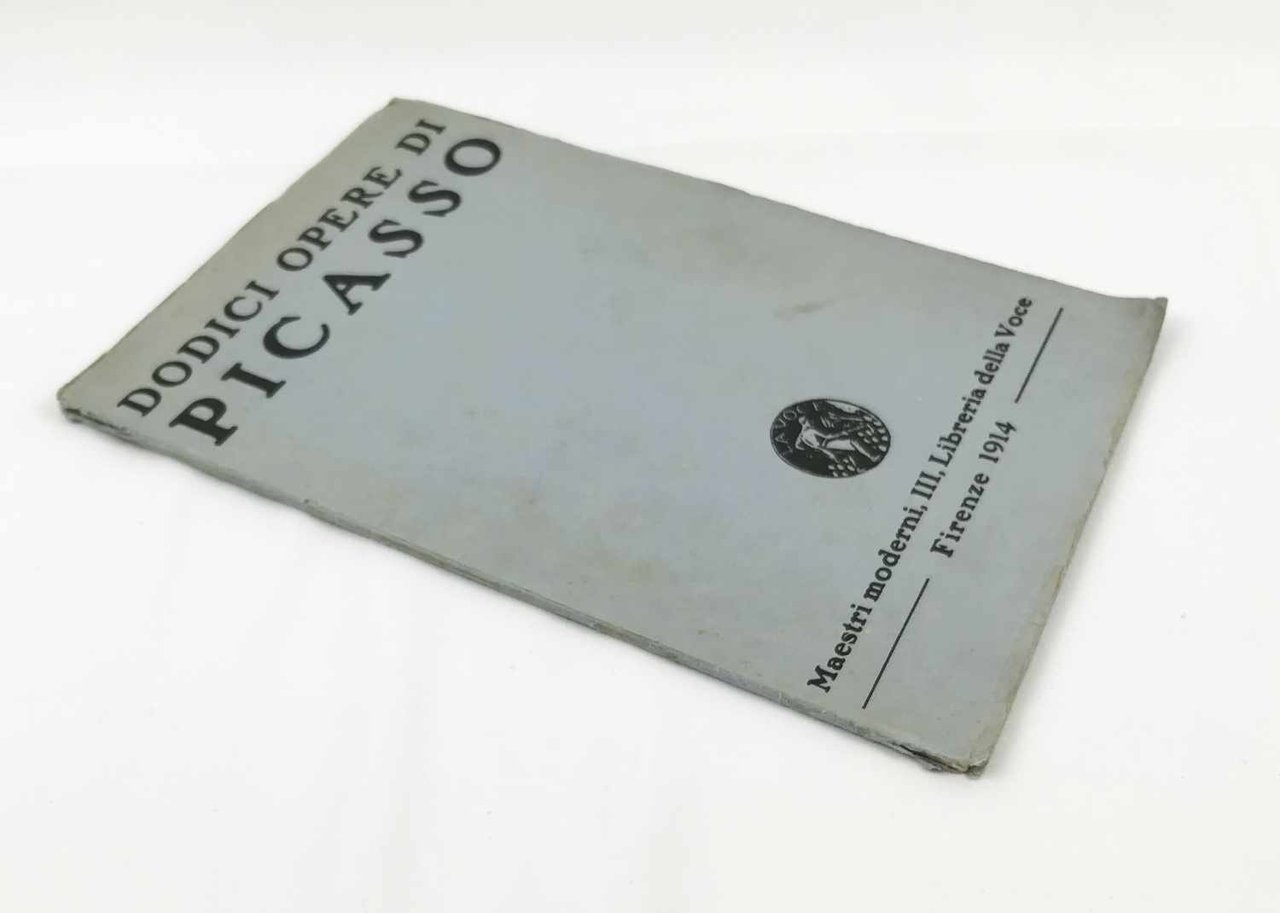 DODICI OPERE DI
PICASSO
LA VOCE
Maestri moderni, III, Libreria della Voce
Firenze 1914